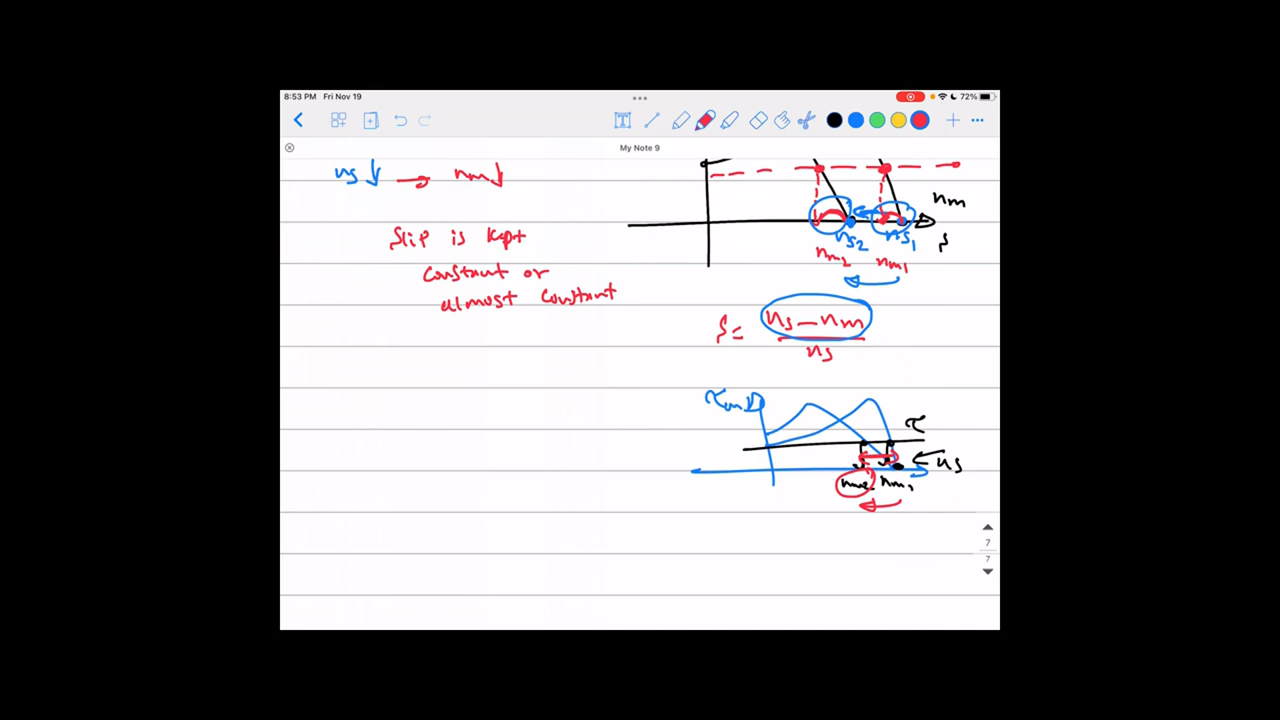 8:53 PM Fri Nov 19
72%
My Note 9
ns↓ → nm↓
Slip is kept
constant or
almost constant
nm
s
ns2
ns1
nm2
nm1
s = ns - nm
ns
τ
ns
nm1
7
7